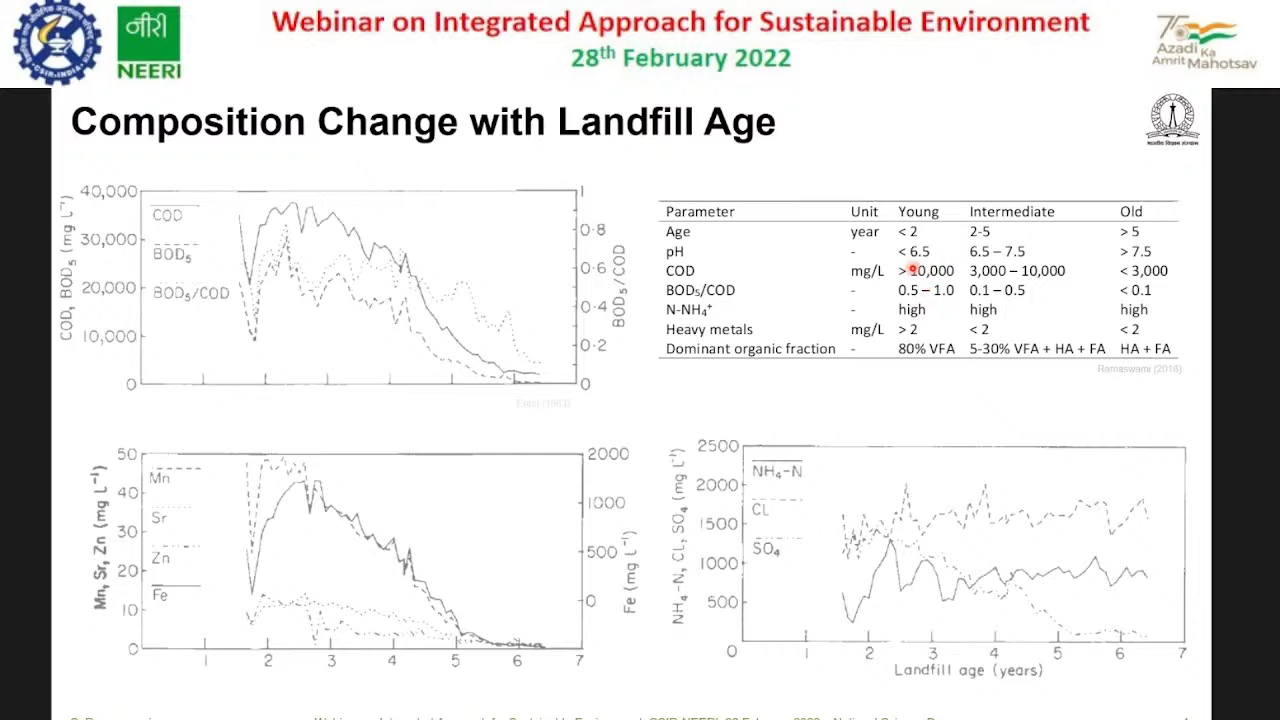 Webinar on Integrated Approach for Sustainable Environment
28th February 2022
CSIR-INDIA
नीरी
NEERI
75
Azadi Ka
Amrit Mahotsav
Composition Change with Landfill Age
40,000
30,000
20,000
10,000
0
COD, BOD₅ (mg l⁻¹)
COD
BOD₅
BOD₅/COD
1
0·8
0·6
0·4
0·2
0
BOD₅/COD
Parameter Unit Young Intermediate Old
Age year < 2 2-5 > 5
pH - < 6.5 6.5 – 7.5 > 7.5
COD mg/L > 10,000 3,000 – 10,000 < 3,000
BOD₅/COD - 0.5 – 1.0 0.1 – 0.5 < 0.1
N-NH₄⁺ - high high high
Heavy metals mg/L > 2 < 2 < 2
Dominant organic fraction - 80% VFA 5-30% VFA + HA + FA HA + FA
Ramaswami (2018)
50
40
30
20
10
0
Mn, Sr, Zn (mg L⁻¹)
Mn
Sr
Zn
Fe
2000
1000
500
0
Fe (mg l⁻¹)
1 2 3 4 5 6 7
2500
2000
1500
1000
500
0
NH₄-N, CL, SO₄ (mg l⁻¹)
NH₄-N
CL
SO₄
1 2 3 4 5 6 7
Landfill age (years)